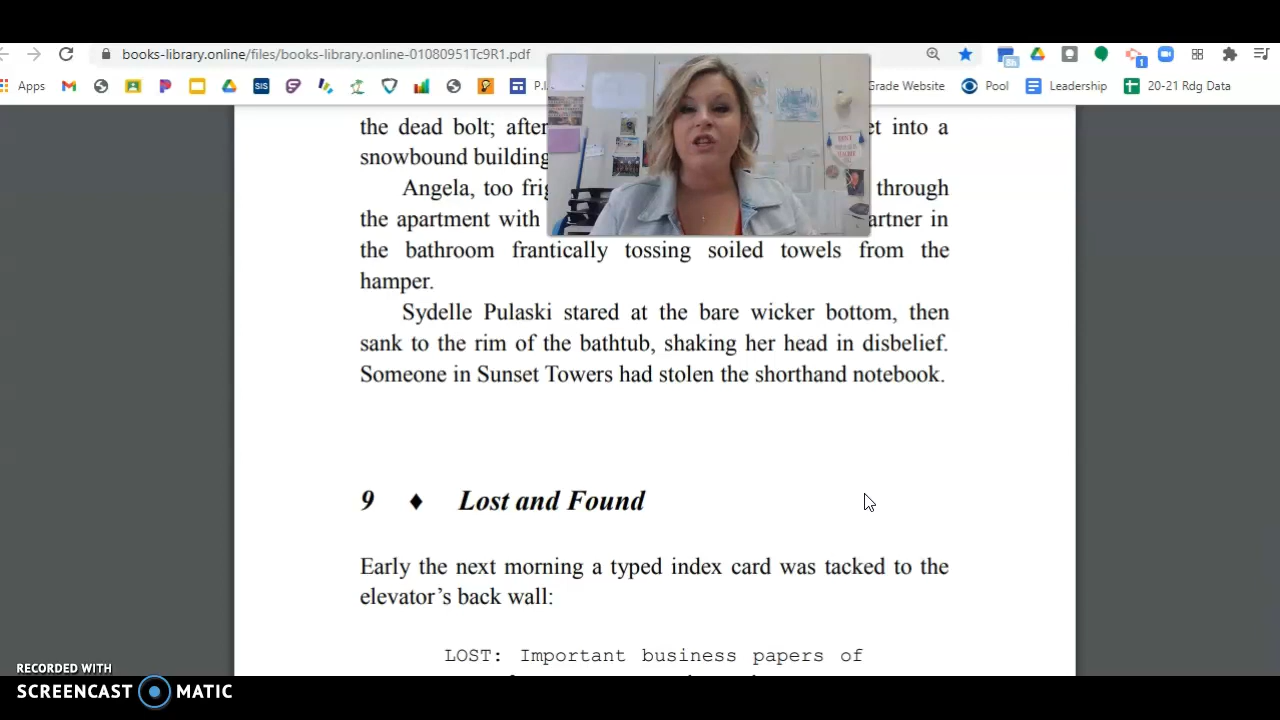 books-library.online/files/books-library.online-01080951Tc9R1.pdf
Apps
SIS
Grade Website
Pool
Leadership
20-21 Rdg Data
the dead bolt; after
into a
snowbound building
Angela, too
through
the apartment with
in
the bathroom frantically tossing soiled towels from the
hamper.
Sydelle Pulaski stared at the bare wicker bottom, then
sank to the rim of the bathtub, shaking her head in disbelief.
Someone in Sunset Towers had stolen the shorthand notebook.
9 ♦ Lost and Found
Early the next morning a typed index card was tacked to the
elevator's back wall:
LOST: Important business papers of
RECORDED WITH
SCREENCAST MATIC